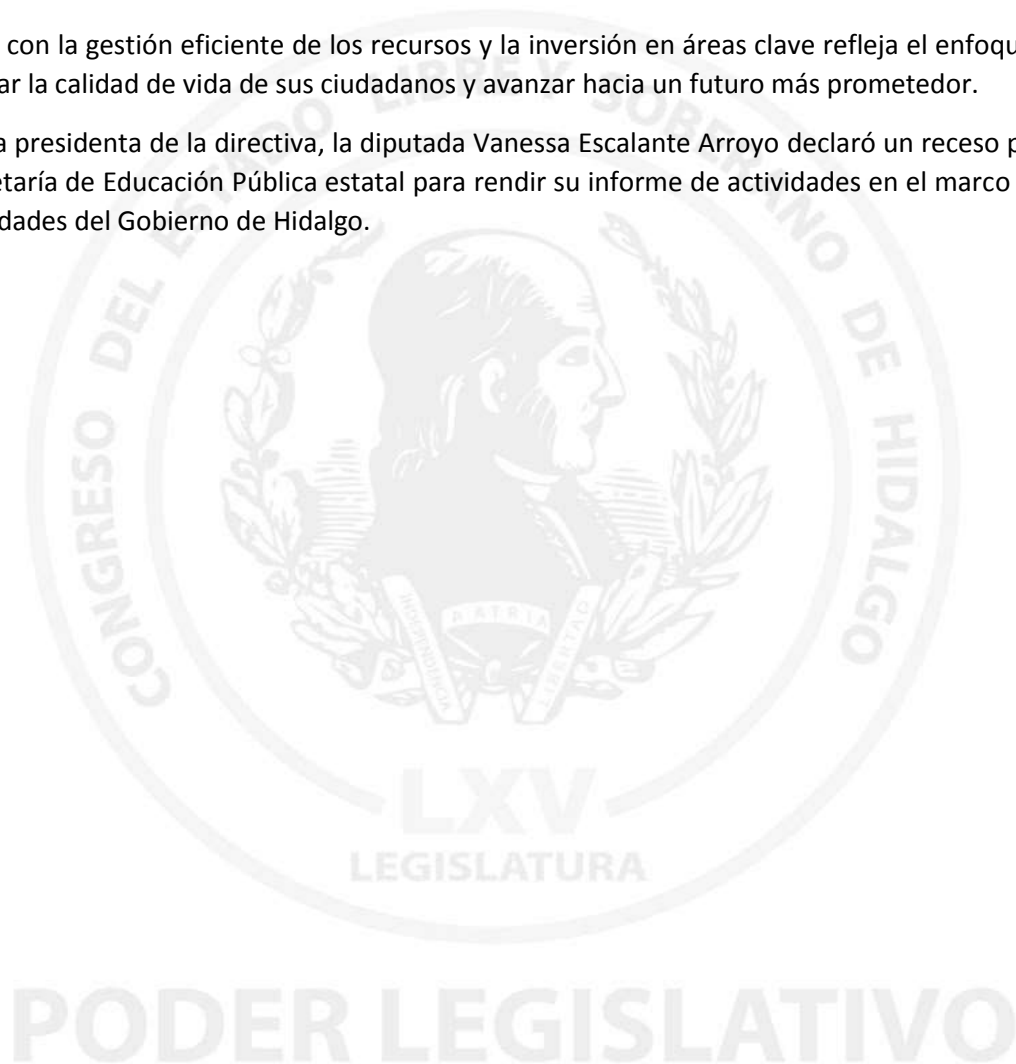 con la gestión eficiente de los recursos y la inversión en áreas clave refleja el enfoqu
ar la calidad de vida de sus ciudadanos y avanzar hacia un futuro más prometedor.
a presidenta de la directiva, la diputada Vanessa Escalante Arroyo declaró un receso p
etaría de Educación Pública estatal para rendir su informe de actividades en el marco
dades del Gobierno de Hidalgo.
CONGRESO DEL ESTADO LIBRE Y SOBERANO DE HIDALGO
INDEPENDENCIA PATRIA LIBERTAD
LXV
LEGISLATURA
PODER LEGISLATIVO